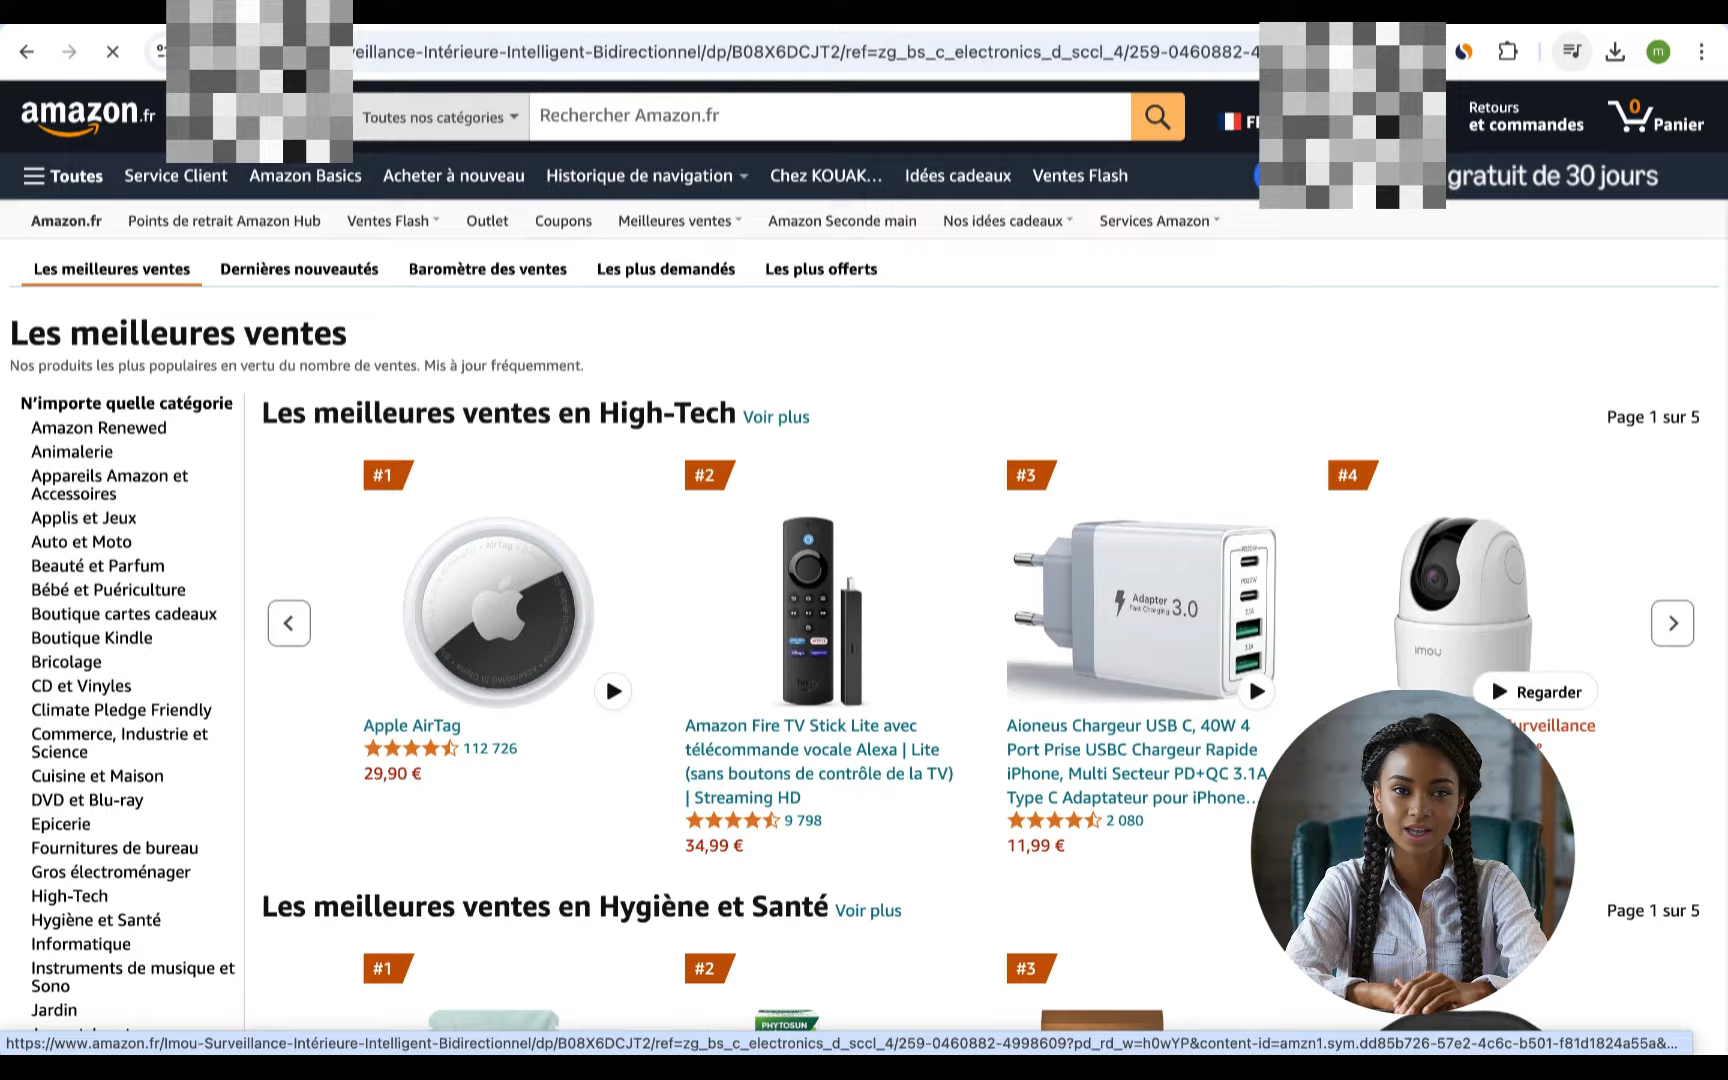 eillance-Intérieure-Intelligent-Bidirectionnel/dp/B08X6DCJT2/ref=zg_bs_c_electronics_d_sccl_4/259-0460882-4
m
amazon.fr
Toutes nos catégories
Rechercher Amazon.fr
Retours
et commandes
0
Panier
Toutes
Service Client
Amazon Basics
Acheter à nouveau
Historique de navigation
Chez KOUAK...
Idées cadeaux
Ventes Flash
gratuit de 30 jours
Amazon.fr
Points de retrait Amazon Hub
Ventes Flash
Outlet
Coupons
Meilleures ventes
Amazon Seconde main
Nos idées cadeaux
Services Amazon
Les meilleures ventes
Dernières nouveautés
Baromètre des ventes
Les plus demandés
Les plus offerts
Les meilleures ventes
Nos produits les plus populaires en vertu du nombre de ventes. Mis à jour fréquemment.
N'importe quelle catégorie
Amazon Renewed
Animalerie
Appareils Amazon et
Accessoires
Applis et Jeux
Auto et Moto
Beauté et Parfum
Bébé et Puériculture
Boutique cartes cadeaux
Boutique Kindle
Bricolage
CD et Vinyles
Climate Pledge Friendly
Commerce, Industrie et
Science
Cuisine et Maison
DVD et Blu-ray
Epicerie
Fournitures de bureau
Gros électroménager
High-Tech
Hygiène et Santé
Informatique
Instruments de musique et
Sono
Jardin
Les meilleures ventes en High-Tech Voir plus
Page 1 sur 5
#1
Apple AirTag
112 726
29,90 €
#2
Amazon Fire TV Stick Lite avec
télécommande vocale Alexa | Lite
(sans boutons de contrôle de la TV)
| Streaming HD
9 798
34,99 €
#3
Adapter
Fast Charging 3.0
Aioneus Chargeur USB C, 40W 4
Port Prise USBC Chargeur Rapide
iPhone, Multi Secteur PD+QC 3.1A
Type C Adaptateur pour iPhone...
2 080
11,99 €
#4
imou
Regarder
urveillance
Les meilleures ventes en Hygiène et Santé Voir plus
Page 1 sur 5
#1
#2
PHYTOSUN
#3
https://www.amazon.fr/Imou-Surveillance-Intérieure-Intelligent-Bidirectionnel/dp/B08X6DCJT2/ref=zg_bs_c_electronics_d_sccl_4/259-0460882-4998609?pd_rd_w=h0wYP&content-id=amzn1.sym.dd85b726-57e2-4c6c-b501-f81d1824a55a&...